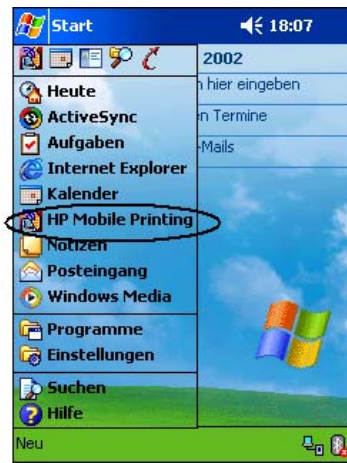 Start 18:07
2002
hier eingeben
Heute
n Termine
ActiveSync
Aufgaben
-Mails
Internet Explorer
Kalender
HP Mobile Printing
Notizen
Posteingang
Windows Media
Programme
Einstellungen
Suchen
Hilfe
Neu